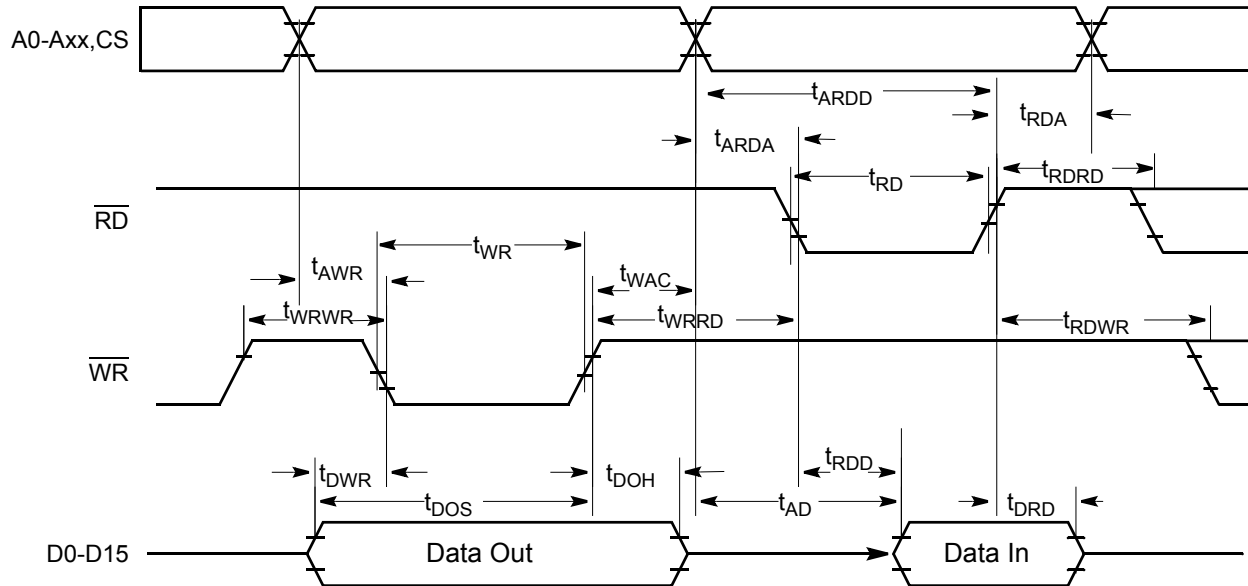 A0-Axx,CS
tARDD
tRDA
tARDA
tRD
tRDRD
RD
tWR
tAWR
tWAC
tWRWR
tWRRD
tRDWR
WR
tRDD
tDWR
tDOH
tDOS
tAD
tDRD
D0-D15
Data Out
Data In